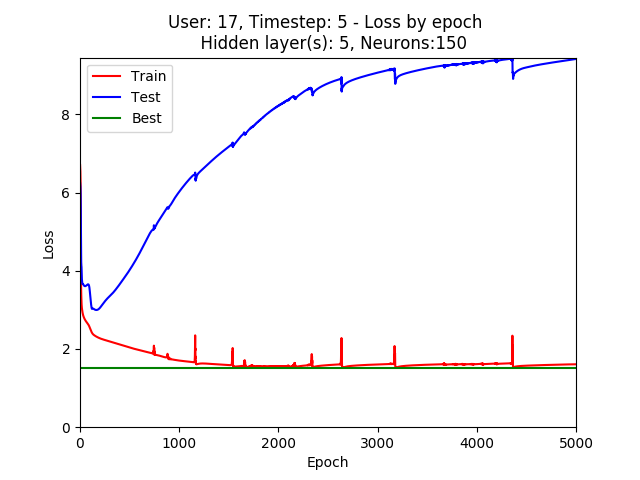 User: 17, Timestep: 5 - Loss by epoch
Hidden layer(s): 5, Neurons:150
Train
Test
Best
8
6
4
2
0
Loss
0 1000 2000 3000 4000 5000
Epoch